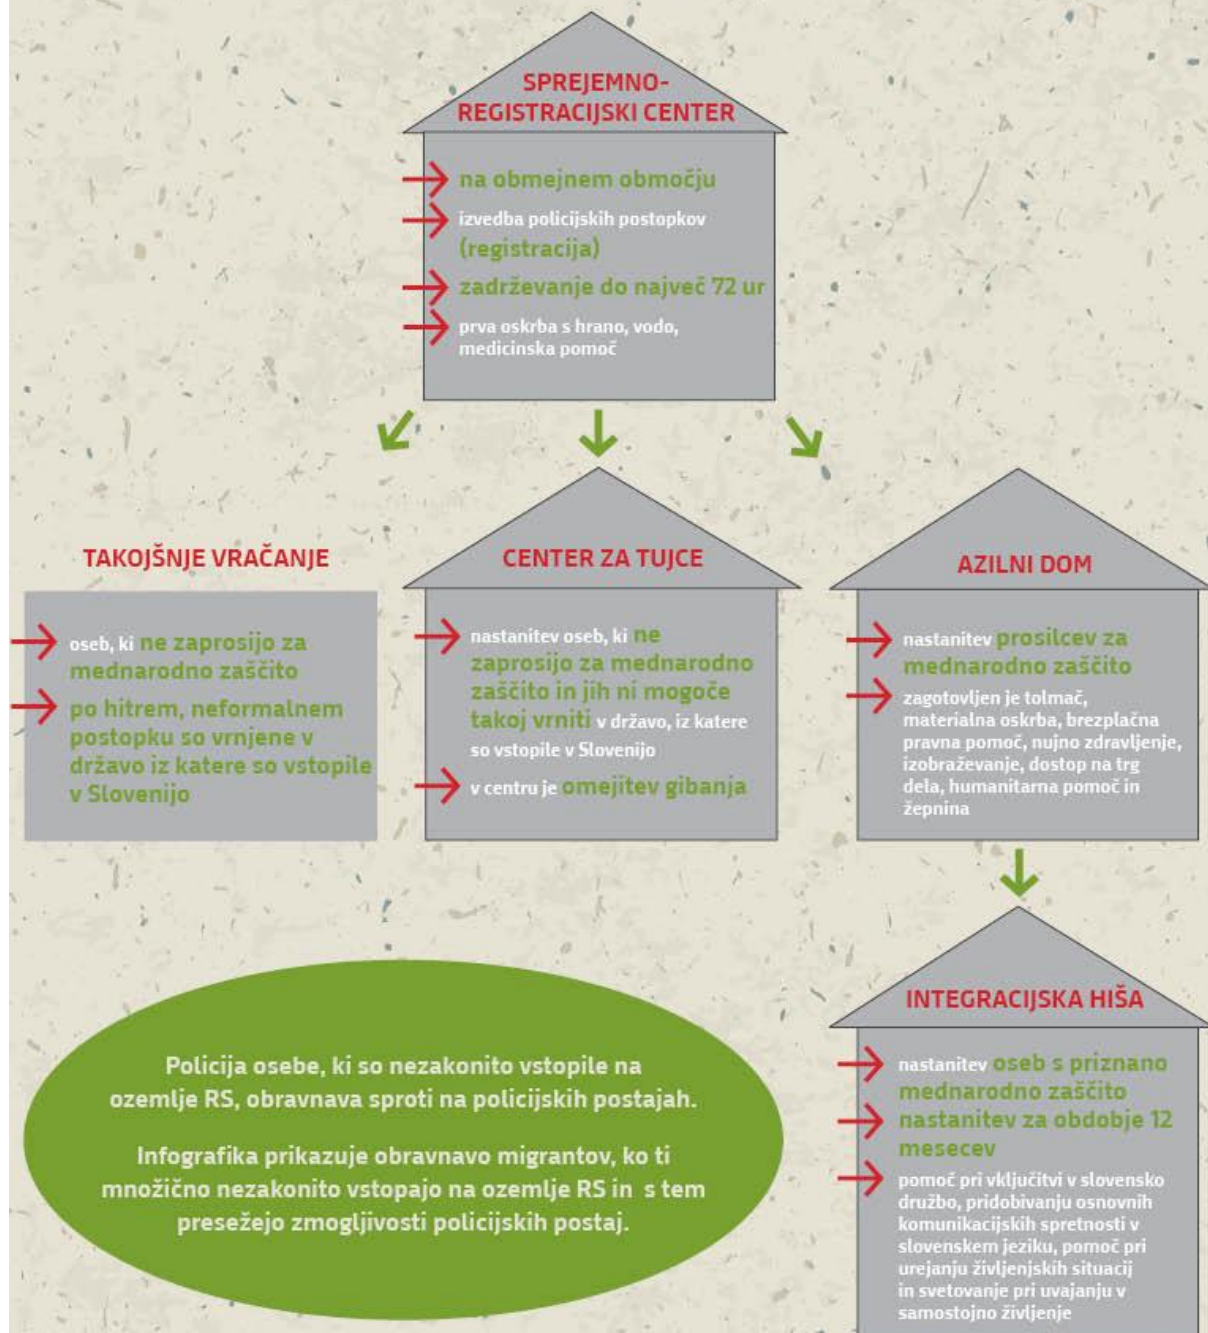 SPREJEMNO-
REGISTRACIJSKI CENTER
na obmejnem območju
izvedba policijskih postopkov
(registracija)
zadrževanje do največ 72 ur
prva oskrba s hrano, vodo,
medicinska pomoč
TAKOJŠNJE VRAČANJE
oseb, ki ne zaprosijo za
mednarodno zaščito
po hitrem, neformalnem
postopku so vrnjene v
državo iz katere so vstopile
v Slovenijo
CENTER ZA TUJCE
nastanitev oseb, ki ne
zaprosijo za mednarodno
zaščito in jih ni mogoče
takoj vrniti v državo, iz katere
so vstopile v Slovenijo
v centru je omejitev gibanja
AZILNI DOM
nastanitev prosilcev za
mednarodno zaščito
zagotovljen je tolmač,
materialna oskrba, brezplačna
pravna pomoč, nujno zdravljenje,
izobraževanje, dostop na trg
dela, humanitarna pomoč in
žepnina
INTEGRACIJSKA HIŠA
nastanitev oseb s priznano
mednarodno zaščito
nastanitev za obdobje 12
mesecev
pomoč pri vključitvi v slovensko
družbo, pridobivanju osnovnih
komunikacijskih spretnosti v
slovenskem jeziku, pomoč pri
urejanju življenjskih situacij
in svetovanje pri uvajanju v
samostojno življenje
Policija osebe, ki so nezakonito vstopile na
ozemlje RS, obravnava sproti na policijskih postajah.
Infografika prikazuje obravnavo migrantov, ko ti
množično nezakonito vstopajo na ozemlje RS in s tem
presežejo zmogljivosti policijskih postaj.